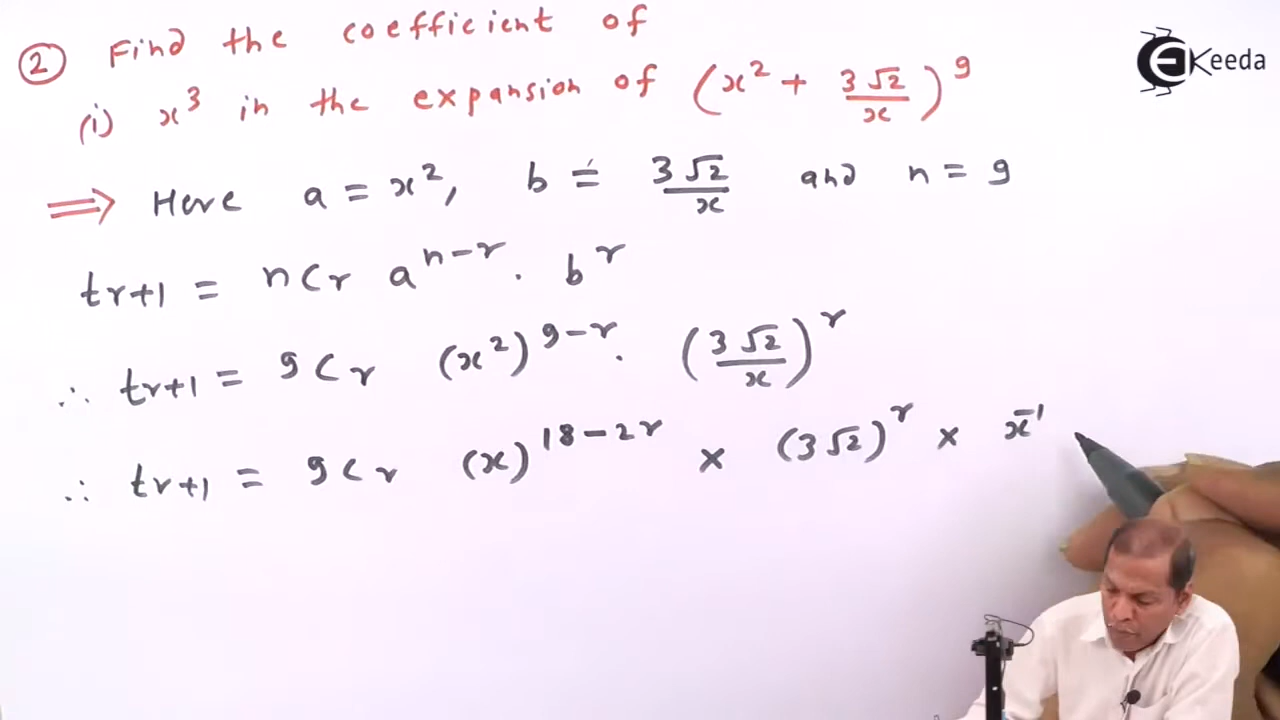 ② Find the coefficient of
(i) x³ in the expansion of (x² + 3√2/x)⁹
EKeeda
⟹ Here a = x², b = 3√2/x and n = 9
tr+1 = nCr a^(n-r) . b^r
∴ tr+1 = 9Cr (x²)^(9-r) . (3√2/x)^r
∴ tr+1 = 9Cr (x)^(18-2r) × (3√2)^r × x^-1